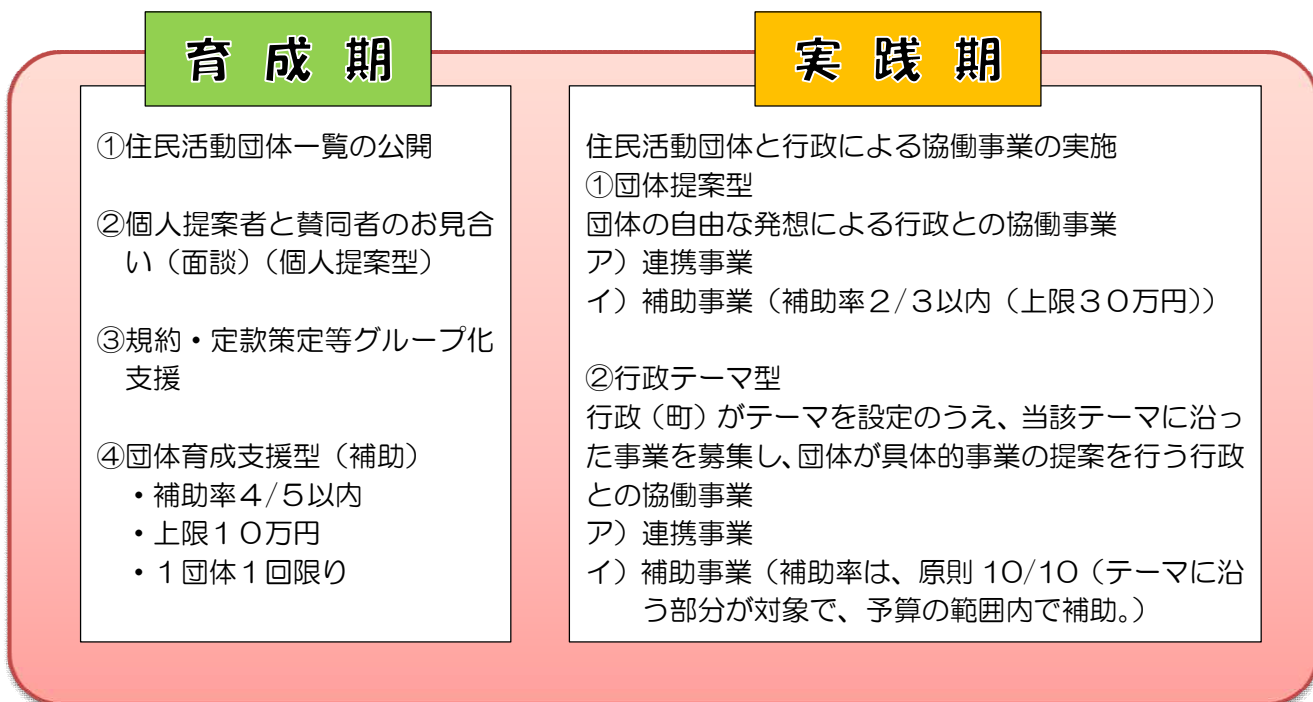 育成期
①住民活動団体一覧の公開
②個人提案者と賛同者のお見合
い（面談）（個人提案型）
③規約・定款策定等グループ化
支援
④団体育成支援型（補助）
・補助率４/５以内
・上限１０万円
・１団体１回限り
実践期
住民活動団体と行政による協働事業の実施
①団体提案型
団体の自由な発想による行政との協働事業
ア）連携事業
イ）補助事業（補助率２/３以内（上限３０万円））
②行政テーマ型
行政（町）がテーマを設定のうえ、当該テーマに沿っ
た事業を募集し、団体が具体的事業の提案を行う行政
との協働事業
ア）連携事業
イ）補助事業（補助率は、原則 10/10（テーマに沿
う部分が対象で、予算の範囲内で補助。）